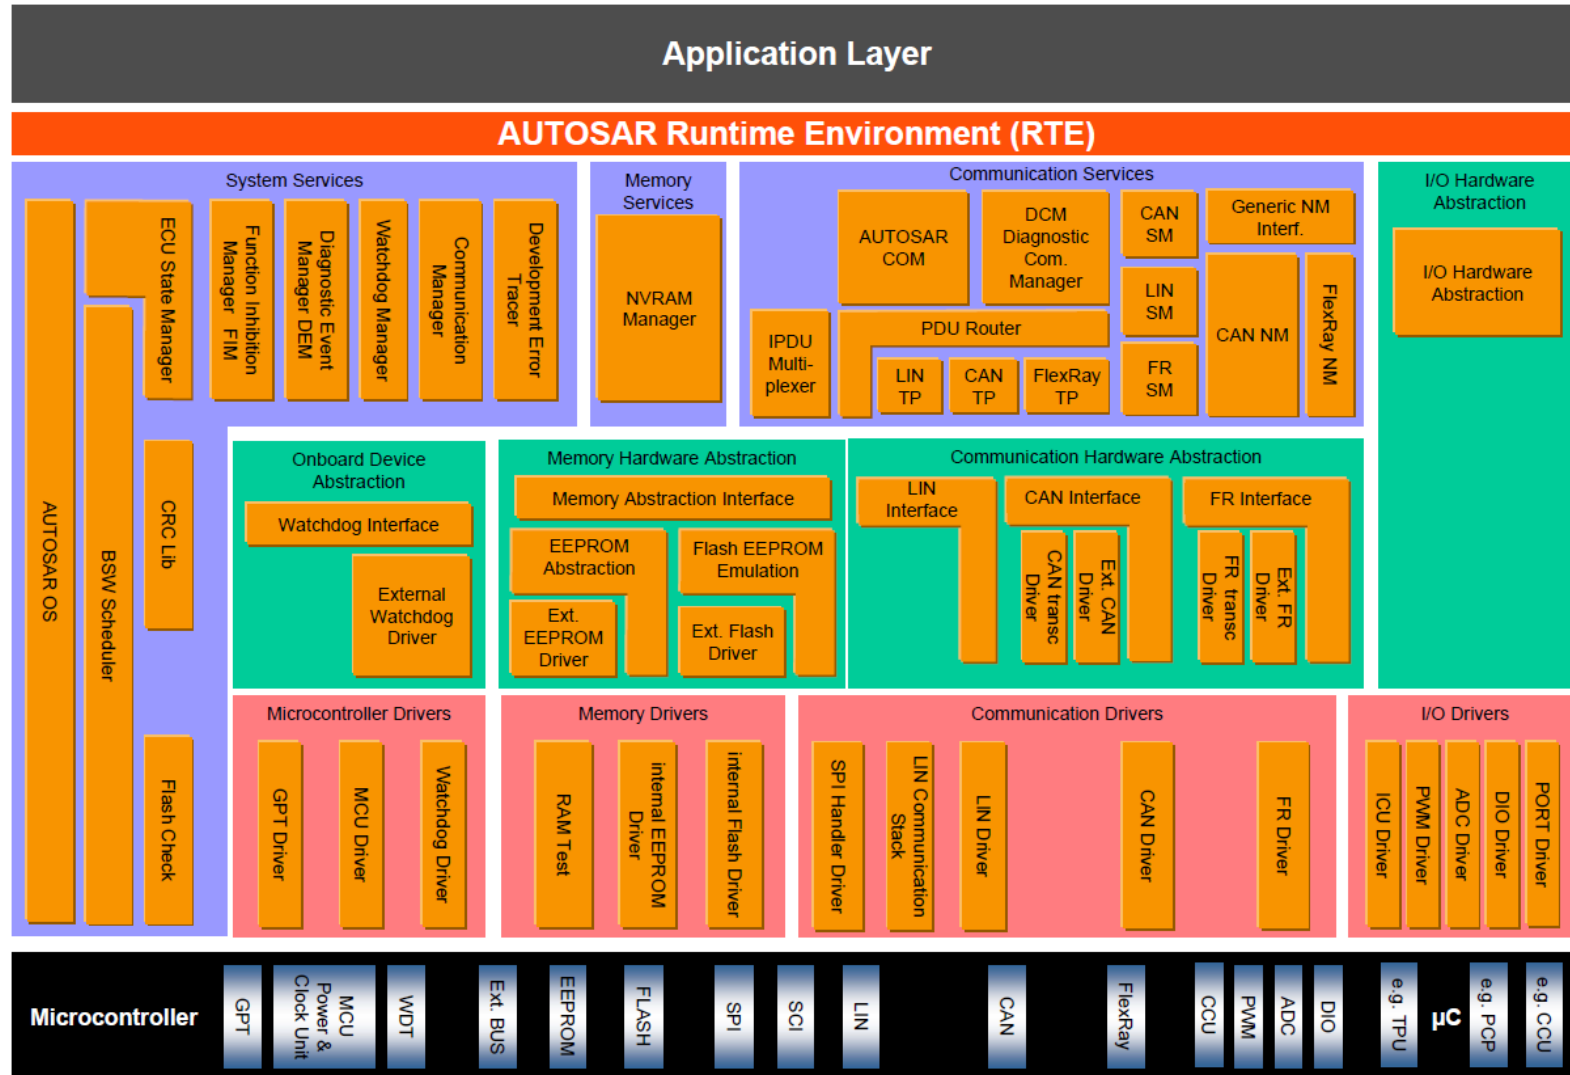 Application Layer
AUTOSAR Runtime Environment (RTE)
System Services
AUTOSAR OS
BSW Scheduler
ECU State Manager
Function Inhibition
Manager FIM
Diagnostic Event
Manager DEM
Watchdog Manager
Communication
Manager
Development Error
Tracer
CRC Lib
Flash Check
Memory
Services
NVRAM
Manager
Communication Services
AUTOSAR
COM
DCM
Diagnostic
Com.
Manager
CAN
SM
Generic NM
Interf.
LIN
SM
CAN NM
FlexRay NM
IPDU
Multi-
plexer
PDU Router
LIN
TP
CAN
TP
FlexRay
TP
FR
SM
I/O Hardware
Abstraction
I/O Hardware
Abstraction
Onboard Device
Abstraction
Watchdog Interface
External
Watchdog
Driver
Memory Hardware Abstraction
Memory Abstraction Interface
EEPROM
Abstraction
Flash EEPROM
Emulation
Ext.
EEPROM
Driver
Ext. Flash
Driver
Communication Hardware Abstraction
LIN
Interface
CAN Interface
CAN transc
Driver
Ext. CAN
Driver
FR Interface
FR transc
Driver
Ext. FR
Driver
Microcontroller Drivers
GPT Driver
MCU Driver
Watchdog Driver
Memory Drivers
RAM Test
internal EEPROM
Driver
internal Flash Driver
Communication Drivers
SPI Handler Driver
LIN Communication
Stack
LIN Driver
CAN Driver
FR Driver
I/O Drivers
ICU Driver
PWM Driver
ADC Driver
DIO Driver
PORT Driver
Microcontroller
GPT
MCU
Power &
Clock Unit
WDT
Ext. BUS
EEPROM
FLASH
SPI
SCI
LIN
CAN
FlexRay
CCU
PWM
ADC
DIO
e.g. TPU
µC
e.g. PCP
e.g. CCU